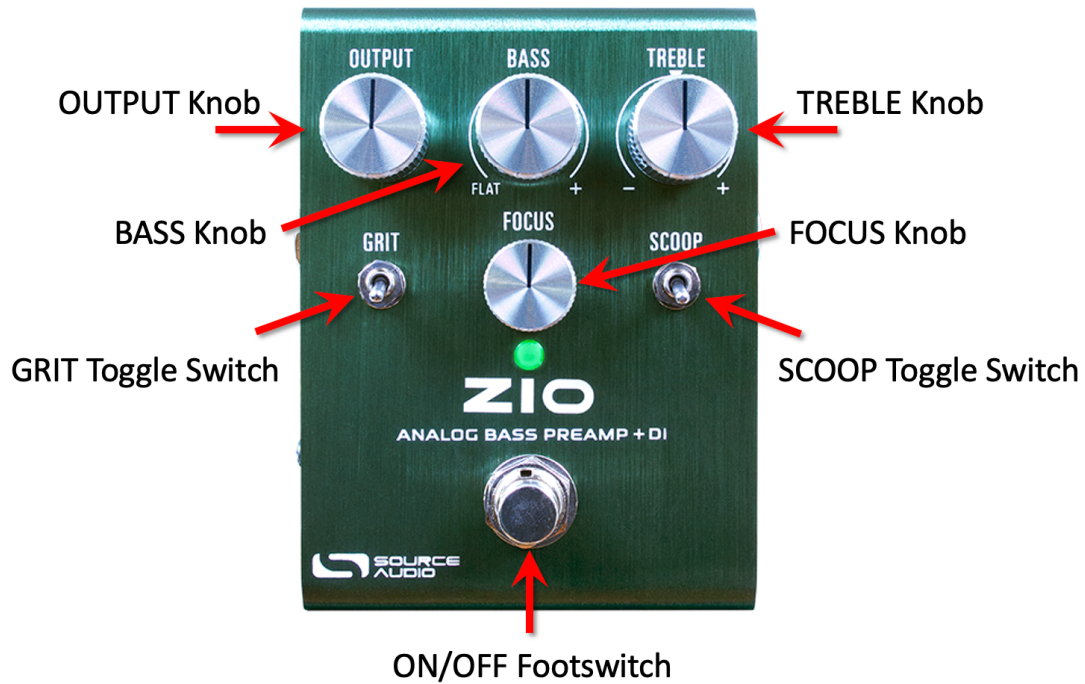 OUTPUT
BASS
TREBLE
OUTPUT Knob
TREBLE Knob
FLAT
+
−
+
BASS Knob
GRIT
FOCUS
SCOOP
FOCUS Knob
GRIT Toggle Switch
SCOOP Toggle Switch
ZIO
ANALOG BASS PREAMP + DI
SOURCE
AUDIO
ON/OFF Footswitch